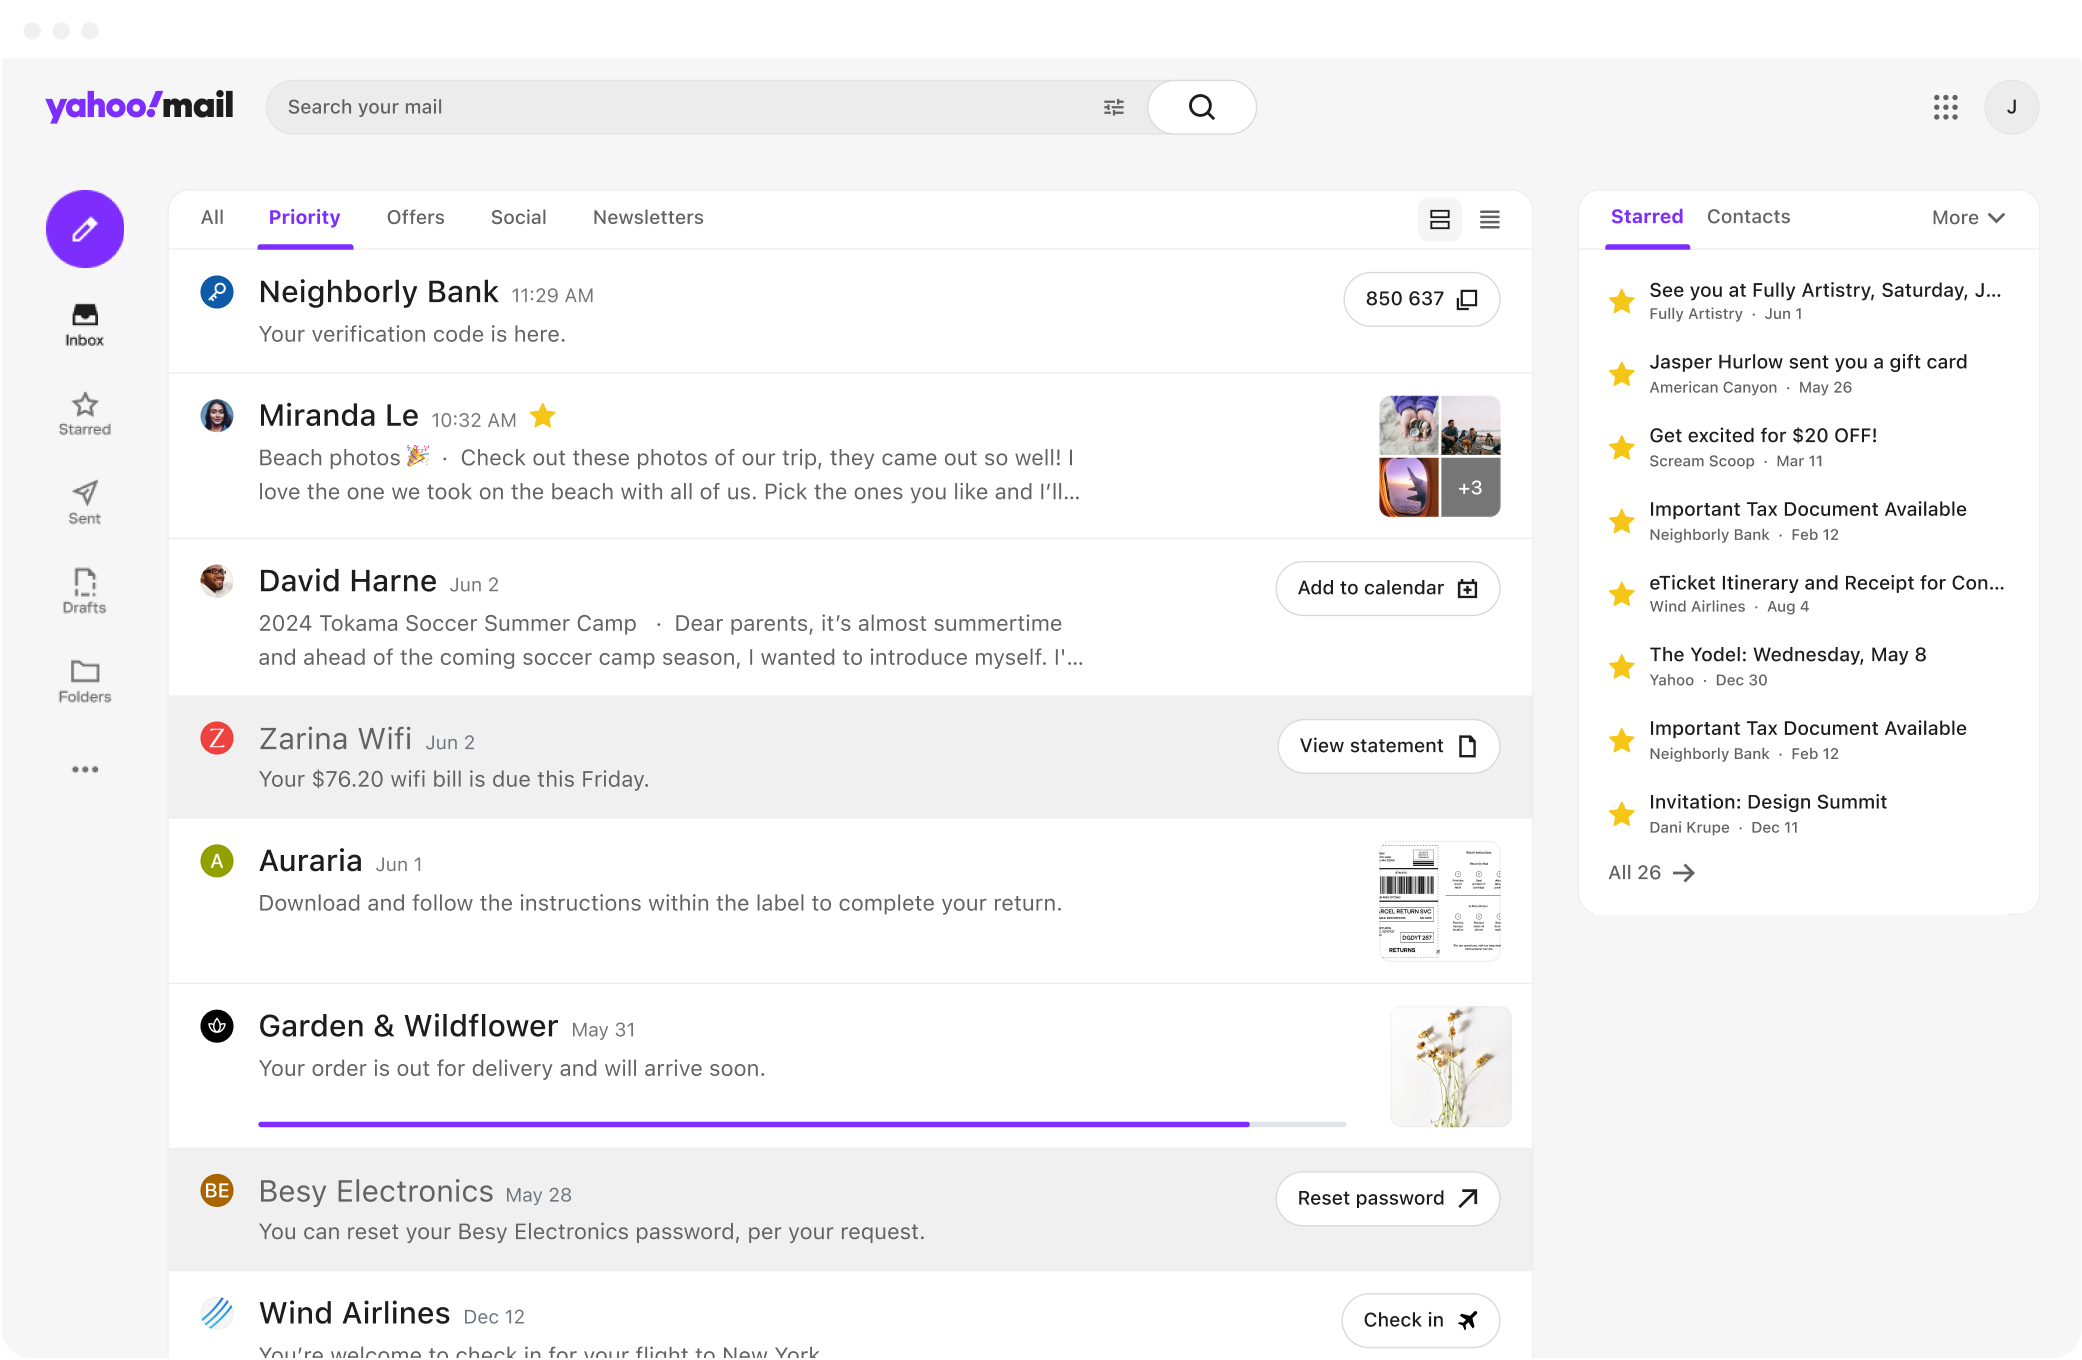 yahoo!mail
Search your mail
J
All Priority Offers Social Newsletters
Inbox
Starred
Sent
Drafts
Folders
Neighborly Bank 11:29 AM
Your verification code is here.
850 637
Miranda Le 10:32 AM
Beach photos 🎉 · Check out these photos of our trip, they came out so well! I
love the one we took on the beach with all of us. Pick the ones you like and I’ll...
+3
David Harne Jun 2
2024 Tokama Soccer Summer Camp · Dear parents, it’s almost summertime
and ahead of the coming soccer camp season, I wanted to introduce myself. I'...
Add to calendar
Z
Zarina Wifi Jun 2
Your $76.20 wifi bill is due this Friday.
View statement
A
Auraria Jun 1
Download and follow the instructions within the label to complete your return.
RCEL RETURN SVC
DGDYT 267
RETURNS
Garden & Wildflower May 31
Your order is out for delivery and will arrive soon.
BE
Besy Electronics May 28
You can reset your Besy Electronics password, per your request.
Reset password
Wind Airlines Dec 12
You’re welcome to check in for your flight to New York
Check in
Starred Contacts More
See you at Fully Artistry, Saturday, J...
Fully Artistry · Jun 1
Jasper Hurlow sent you a gift card
American Canyon · May 26
Get excited for $20 OFF!
Scream Scoop · Mar 11
Important Tax Document Available
Neighborly Bank · Feb 12
eTicket Itinerary and Receipt for Con...
Wind Airlines · Aug 4
The Yodel: Wednesday, May 8
Yahoo · Dec 30
Important Tax Document Available
Neighborly Bank · Feb 12
Invitation: Design Summit
Dani Krupe · Dec 11
All 26